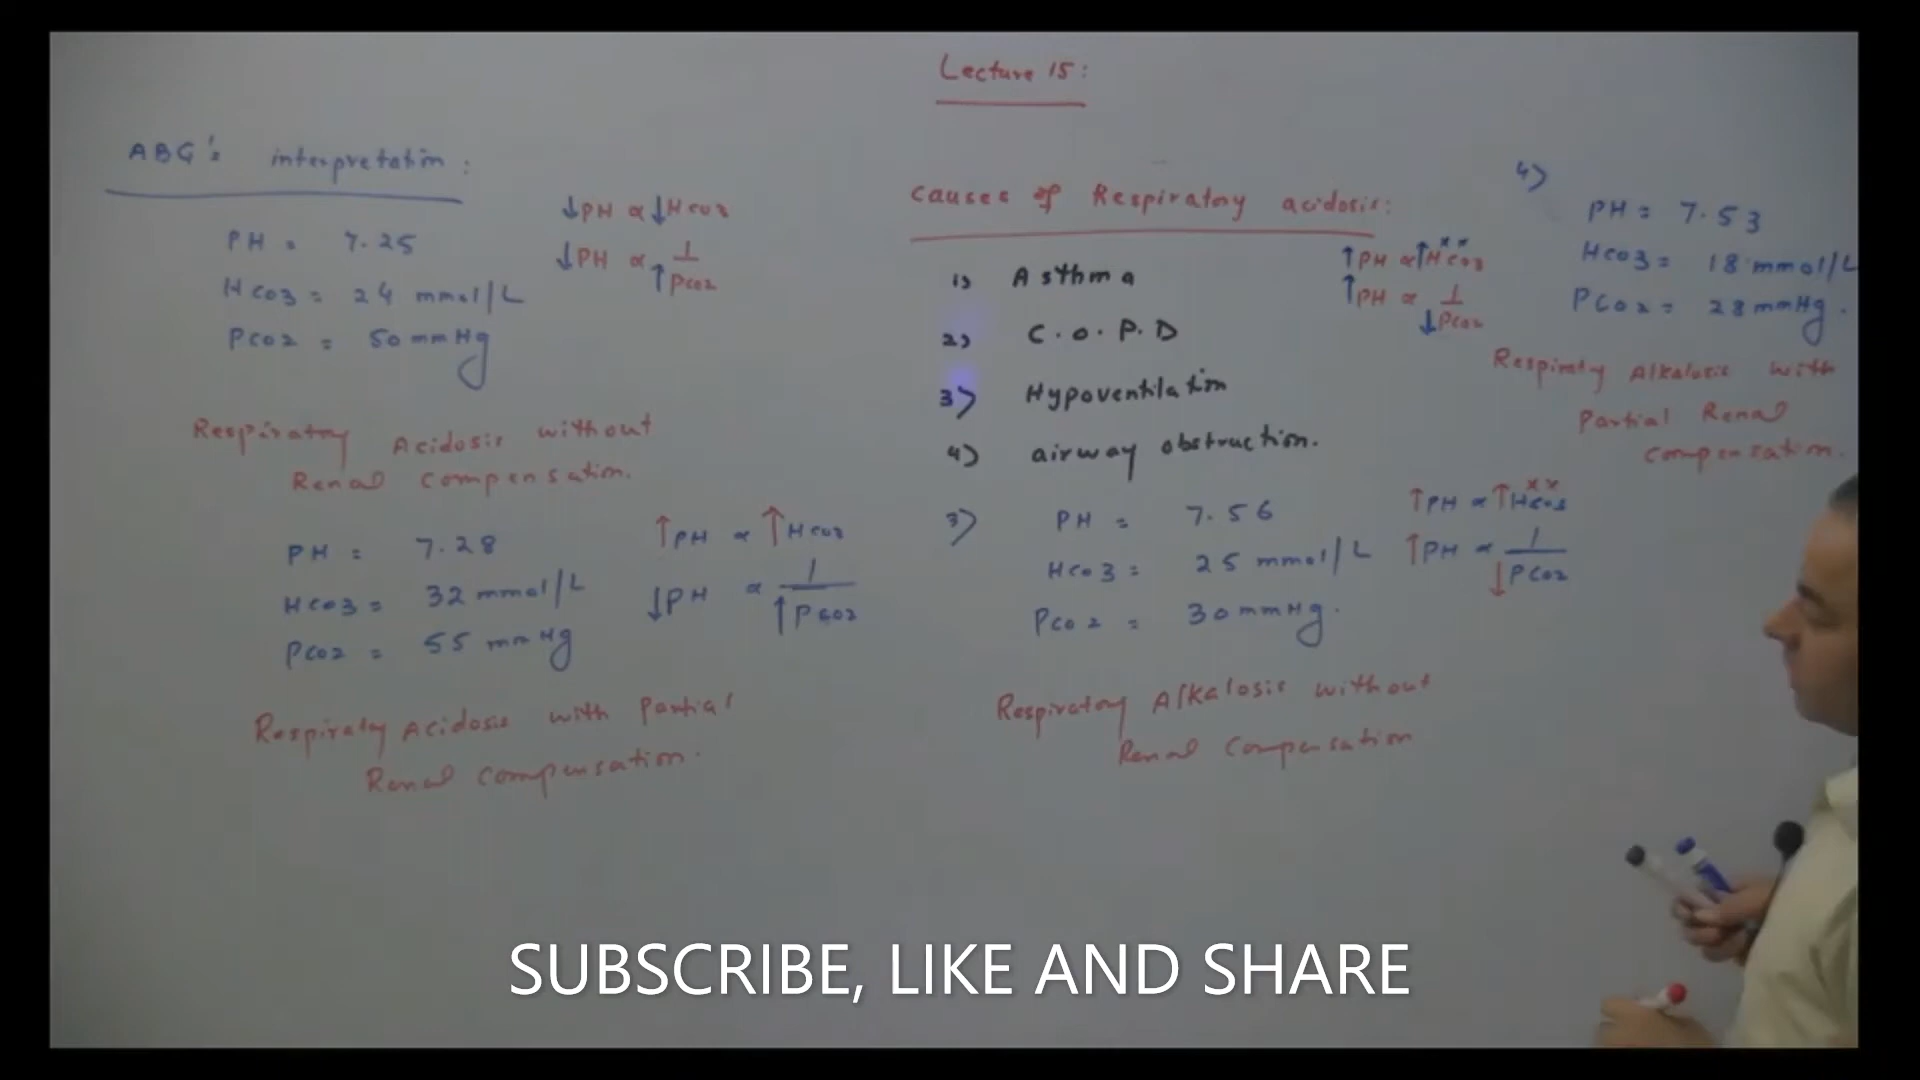 Lecture 15:
ABG's interpretation:
PH = 7.25
HCO3 = 24 mmol/L
PCO2 = 50 mmHg
↓PH ∝ ↓HCO3
↓PH ∝ 1/↑PCO2
Respiratory Acidosis without
Renal Compensation.
PH = 7.28
HCO3 = 32 mmol/L
PCO2 = 55 mmHg
↑PH ∝ ↑HCO3
↓PH ∝ 1/↑PCO2
Respiratory Acidosis with Partial
Renal Compensation.
Causes of Respiratory acidosis:
1) Asthma
2) C.O.P.D
3) Hypoventilation
4) airway obstruction.
3) PH = 7.56
HCO3 = 25 mmol/L
PCO2 = 30 mmHg.
↑PH ∝ ↑HCO3 xx
↑PH ∝ 1/↓PCO2
Respiratory Alkalosis without
Renal Compensation
4) PH = 7.53
HCO3 = 18 mmol/L
PCO2 = 28 mmHg.
↑PH ∝ ↑HCO3 xx
↑PH ∝ 1/↓PCO2
Respiraty Alkalosis with
Partial Renal
Compensation.
SUBSCRIBE, LIKE AND SHARE